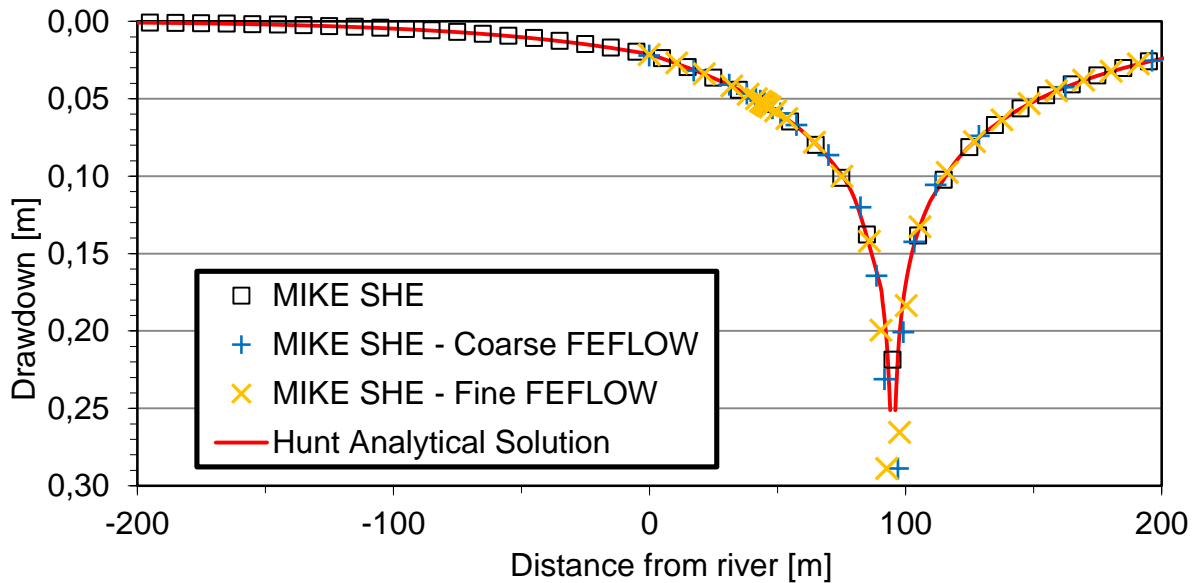 0,00
0,05
0,10
0,15
0,20
0,25
0,30
Drawdown [m]
MIKE SHE
MIKE SHE - Coarse FEFLOW
MIKE SHE - Fine FEFLOW
Hunt Analytical Solution
-200
-100
0
100
200
Distance from river [m]